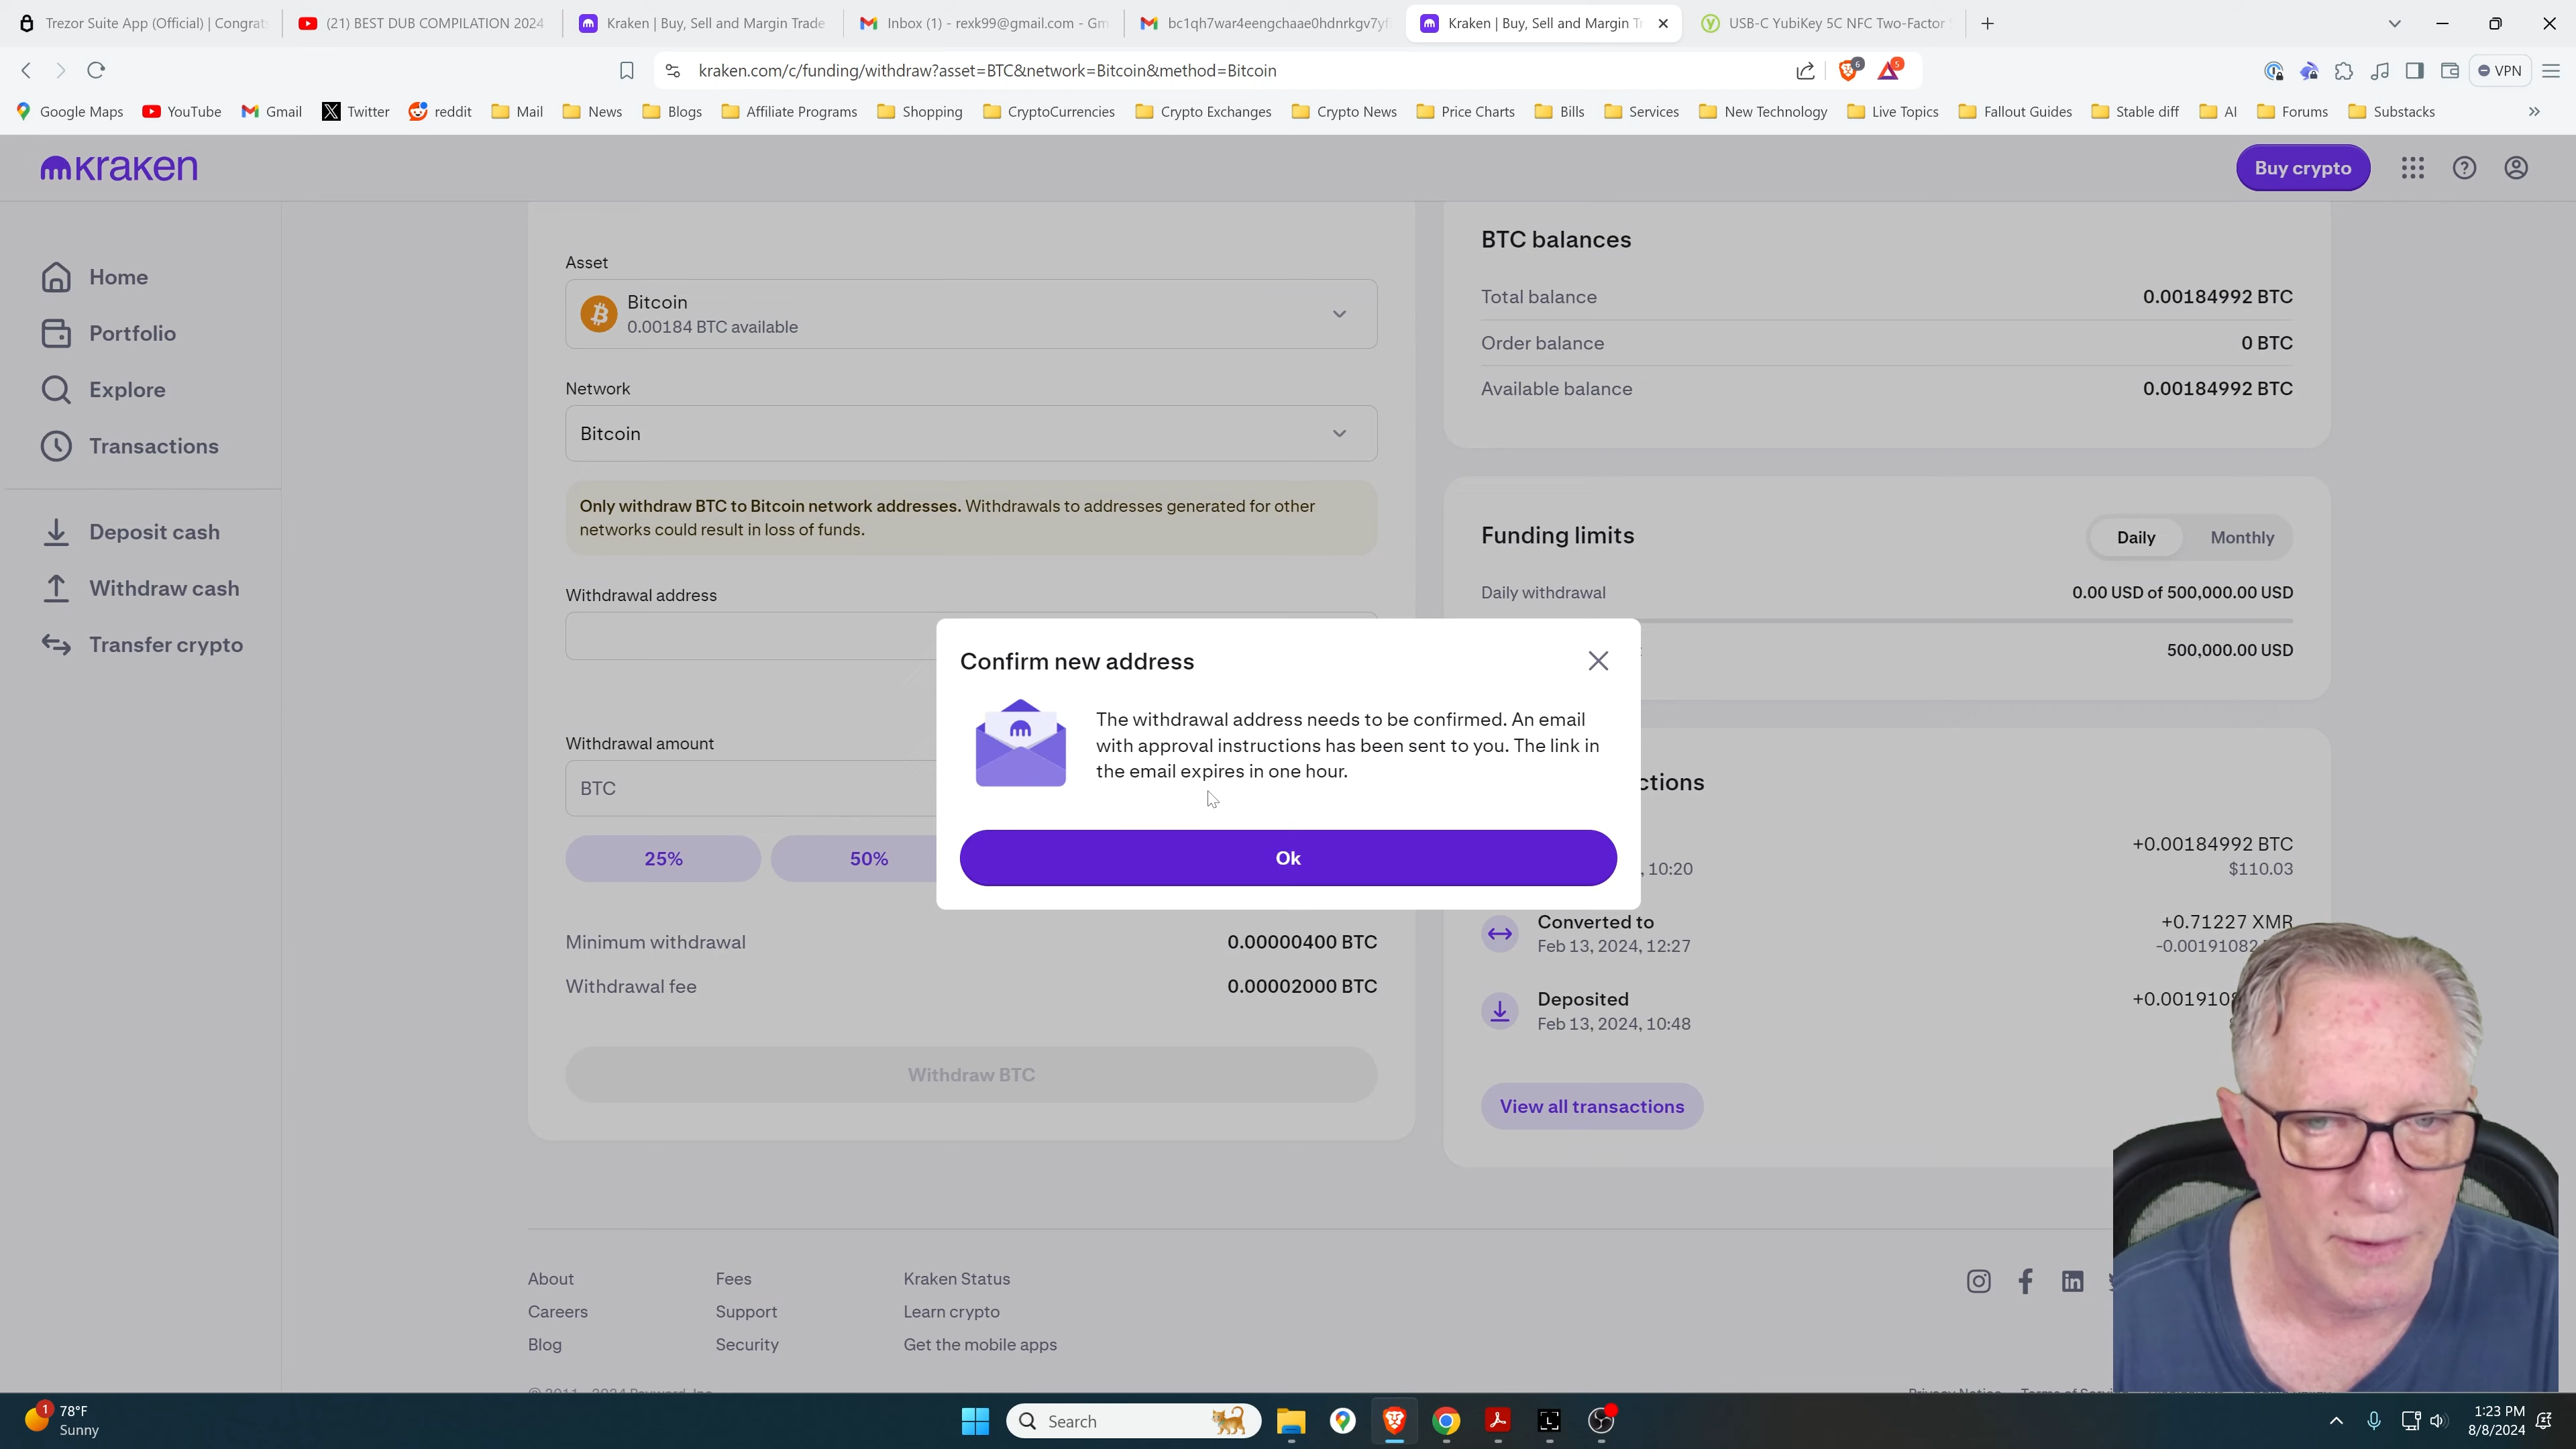 Trezor Suite App (Official) | Congrat
(21) BEST DUB COMPILATION 2024
Kraken | Buy, Sell and Margin Trade
Inbox (1) - rexk99@gmail.com - Gm
bc1qh7war4eengchaae0hdnrkgv7yf
Kraken | Buy, Sell and Margin Tr
USB-C YubiKey 5C NFC Two-Factor
kraken.com/c/funding/withdraw?asset=BTC&network=Bitcoin&method=Bitcoin
6
5
VPN
Google Maps
YouTube
Gmail
Twitter
reddit
Mail
News
Blogs
Affiliate Programs
Shopping
CryptoCurrencies
Crypto Exchanges
Crypto News
Price Charts
Bills
Services
New Technology
Live Topics
Fallout Guides
Stable diff
AI
Forums
Substacks
kraken
Buy crypto
Home
Portfolio
Explore
Transactions
Deposit cash
Withdraw cash
Transfer crypto
Asset
Bitcoin
0.00184 BTC available
Network
Bitcoin
Only withdraw BTC to Bitcoin network addresses. Withdrawals to addresses generated for other
networks could result in loss of funds.
Withdrawal address
Withdrawal amount
BTC
25%
50%
Minimum withdrawal
0.00000400 BTC
Withdrawal fee
0.00002000 BTC
Withdraw BTC
Confirm new address
The withdrawal address needs to be confirmed. An email
with approval instructions has been sent to you. The link in
the email expires in one hour.
Ok
BTC balances
Total balance
0.00184992 BTC
Order balance
0 BTC
Available balance
0.00184992 BTC
Funding limits
Daily
Monthly
Daily withdrawal
0.00 USD of 500,000.00 USD
500,000.00 USD
ctions
+0.00184992 BTC
, 10:20
$110.03
Converted to
+0.71227 XMR
Feb 13, 2024, 12:27
-0.00191082
Deposited
+0.001910
Feb 13, 2024, 10:48
View all transactions
About
Fees
Kraken Status
Careers
Support
Learn crypto
Blog
Security
Get the mobile apps
1
78°F
Sunny
Search
1:23 PM
8/8/2024